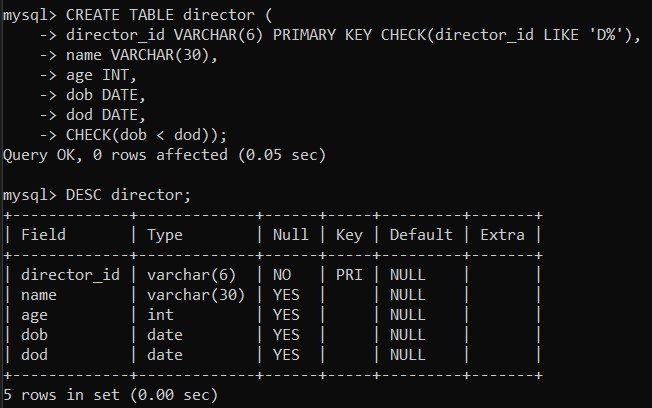 mysql> CREATE TABLE director (
    -> director_id VARCHAR(6) PRIMARY KEY CHECK(director_id LIKE 'D%'),
    -> name VARCHAR(30),
    -> age INT,
    -> dob DATE,
    -> dod DATE,
    -> CHECK(dob < dod));
Query OK, 0 rows affected (0.05 sec)

mysql> DESC director;
+-------------+-------------+------+-----+---------+-------+
| Field       | Type        | Null | Key | Default | Extra |
+-------------+-------------+------+-----+---------+-------+
| director_id | varchar(6)  | NO   | PRI | NULL    |       |
| name        | varchar(30) | YES  |     | NULL    |       |
| age         | int         | YES  |     | NULL    |       |
| dob         | date        | YES  |     | NULL    |       |
| dod         | date        | YES  |     | NULL    |       |
+-------------+-------------+------+-----+---------+-------+
5 rows in set (0.00 sec)